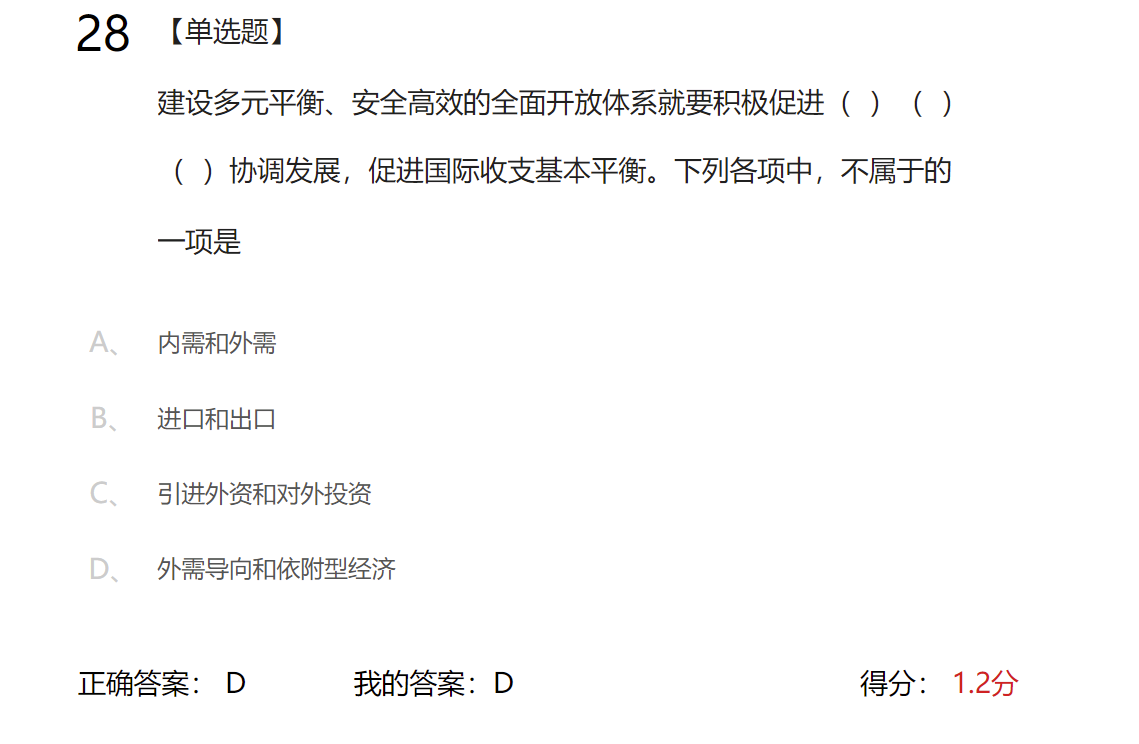 28 【单选题】
建设多元平衡、安全高效的全面开放体系就要积极促进（ ）（ ）
（ ）协调发展，促进国际收支基本平衡。下列各项中，不属于的
一项是
A、 内需和外需
B、 进口和出口
C、 引进外资和对外投资
D、 外需导向和依附型经济
正确答案： D 我的答案：D 得分： 1.2分